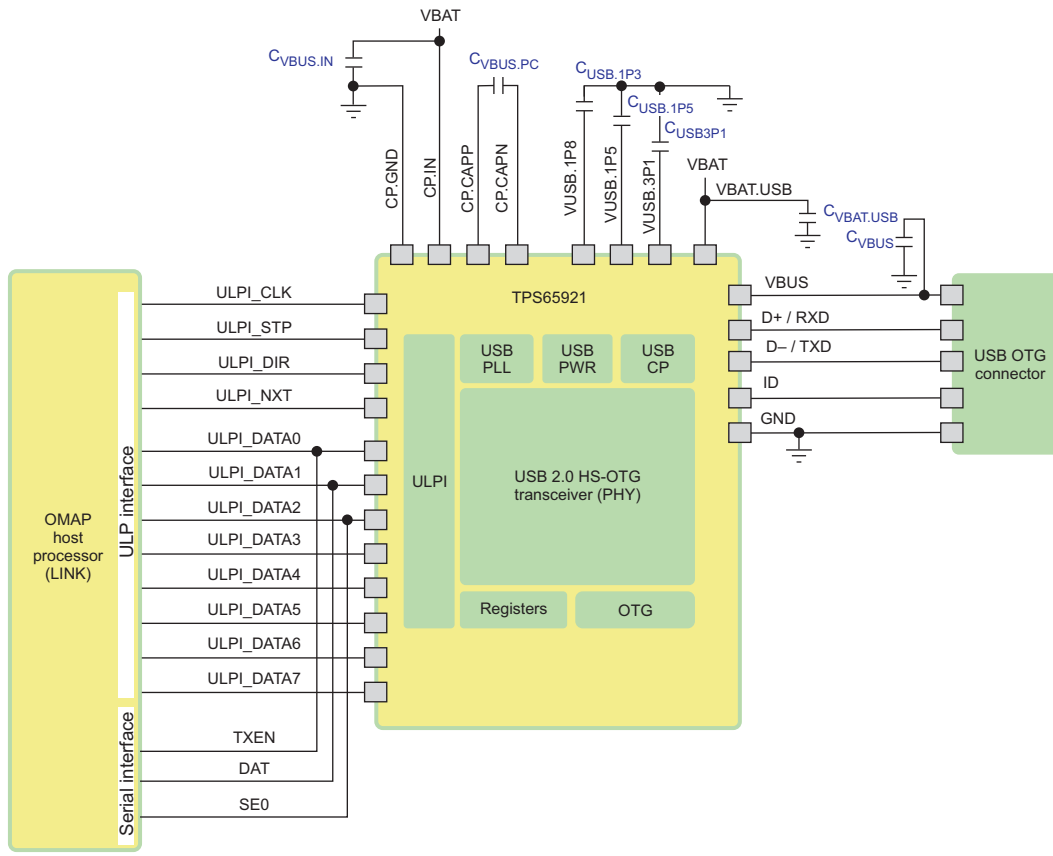 VBAT
CVBUS.IN
CVBUS.PC
CUSB.1P3
CUSB.1P5
CUSB3P1
CP.GND
CP.IN
CP.CAPP
CP.CAPN
VUSB.1P8
VUSB.1P5
VUSB.3P1
VBAT
VBAT.USB
CVBAT.USB
CVBUS
TPS65921
ULPI_CLK
ULPI_STP
ULPI_DIR
ULPI_NXT
ULPI_DATA0
ULPI_DATA1
ULPI_DATA2
ULPI_DATA3
ULPI_DATA4
ULPI_DATA5
ULPI_DATA6
ULPI_DATA7
TXEN
DAT
SE0
OMAP
host
processor
(LINK)
ULP interface
Serial interface
ULPI
USB
PLL
USB
PWR
USB
CP
USB 2.0 HS-OTG
transceiver (PHY)
Registers
OTG
VBUS
D+ / RXD
D– / TXD
ID
GND
USB OTG
connector